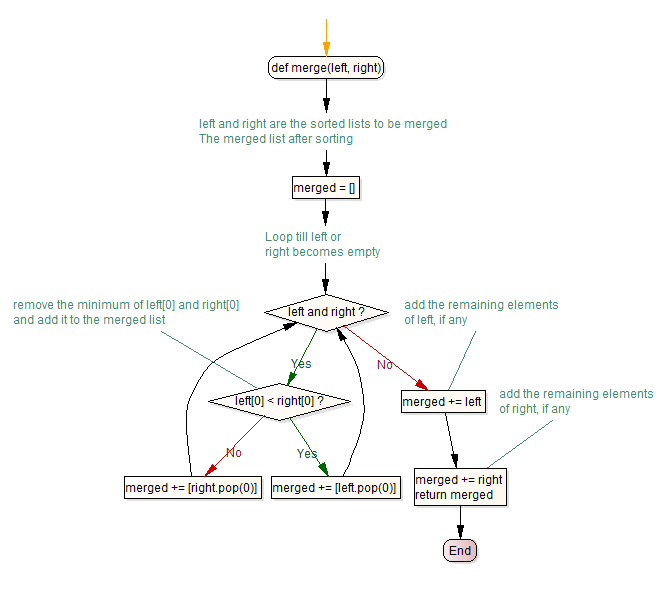 def merge(left, right)
left and right are the sorted lists to be merged
The merged list after sorting
merged = []
Loop till left or
right becomes empty
remove the minimum of left[0] and right[0]
and add it to the merged list
left and right ?
add the remaining elements
of left, if any
Yes
No
left[0] < right[0] ?
merged += left
add the remaining elements
of right, if any
No
Yes
merged += [right.pop(0)]
merged += [left.pop(0)]
merged += right
return merged
End